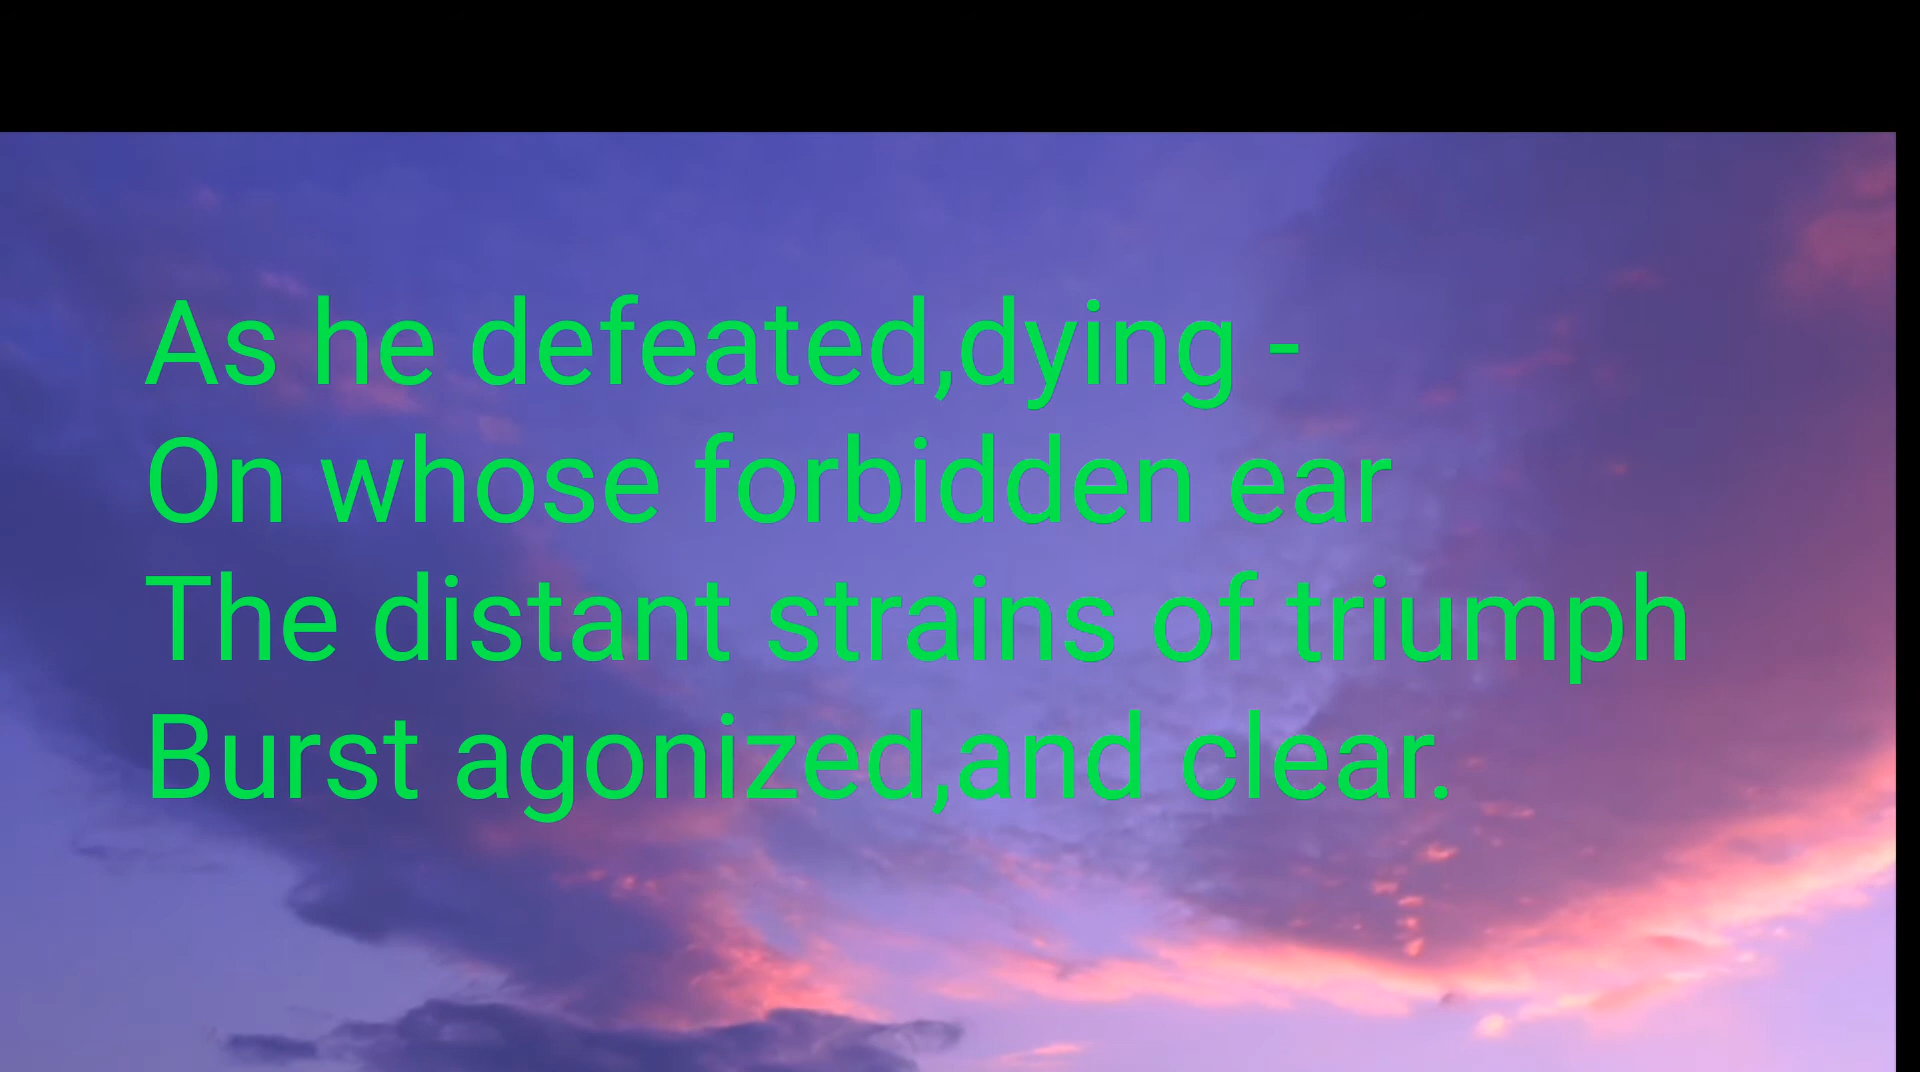 As he defeated,dying -
On whose forbidden ear
The distant strains of triumph
Burst agonized,and clear.